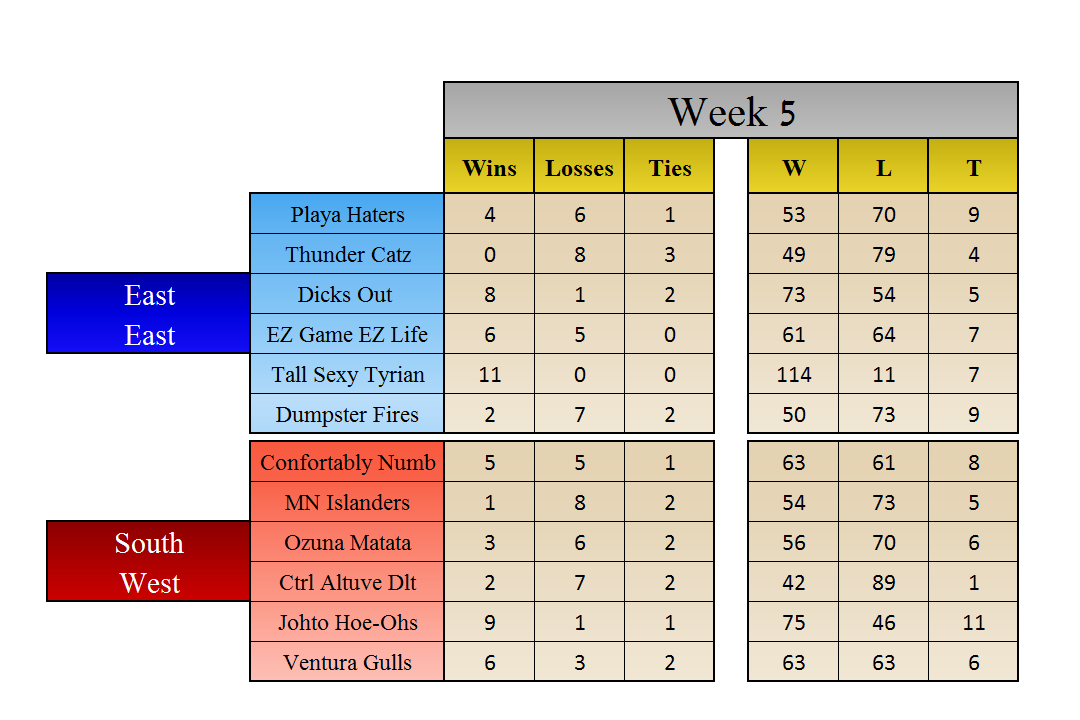 Week 5
Wins Losses Ties W L T
Playa Haters 4 6 1 53 70 9
Thunder Catz 0 8 3 49 79 4
East
East
Dicks Out 8 1 2 73 54 5
EZ Game EZ Life 6 5 0 61 64 7
Tall Sexy Tyrian 11 0 0 114 11 7
Dumpster Fires 2 7 2 50 73 9
Confortably Numb 5 5 1 63 61 8
MN Islanders 1 8 2 54 73 5
South
West
Ozuna Matata 3 6 2 56 70 6
Ctrl Altuve Dlt 2 7 2 42 89 1
Johto Hoe-Ohs 9 1 1 75 46 11
Ventura Gulls 6 3 2 63 63 6